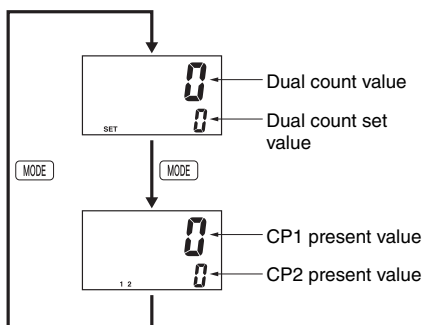 0
Dual count value
SET
0
Dual count set
value
MODE
MODE
0
CP1 present value
1 2
0
CP2 present value